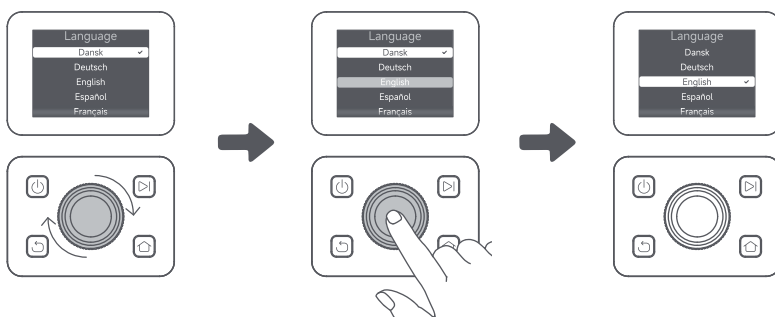 Language
Dansk
Deutsch
English
Español
Français
Language
Dansk
Deutsch
English
Español
Français
Language
Dansk
Deutsch
English
Español
Français